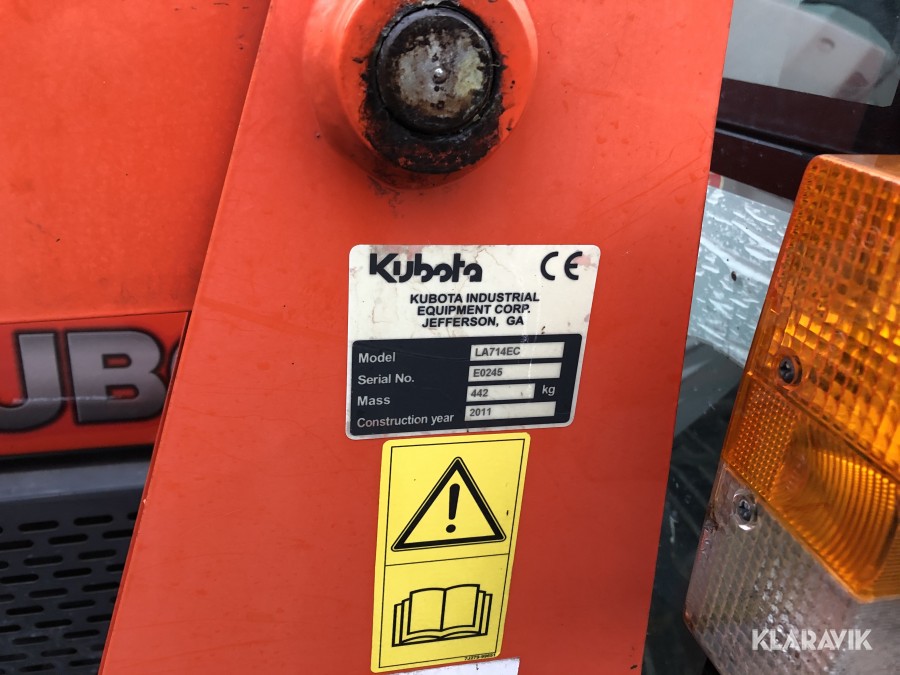 Kubota CE
KUBOTA INDUSTRIAL
EQUIPMENT CORP.
JEFFERSON, GA
Model LA714EC
Serial No. E0245
Mass 442 kg
Construction year 2011
UB
KLARAVIK